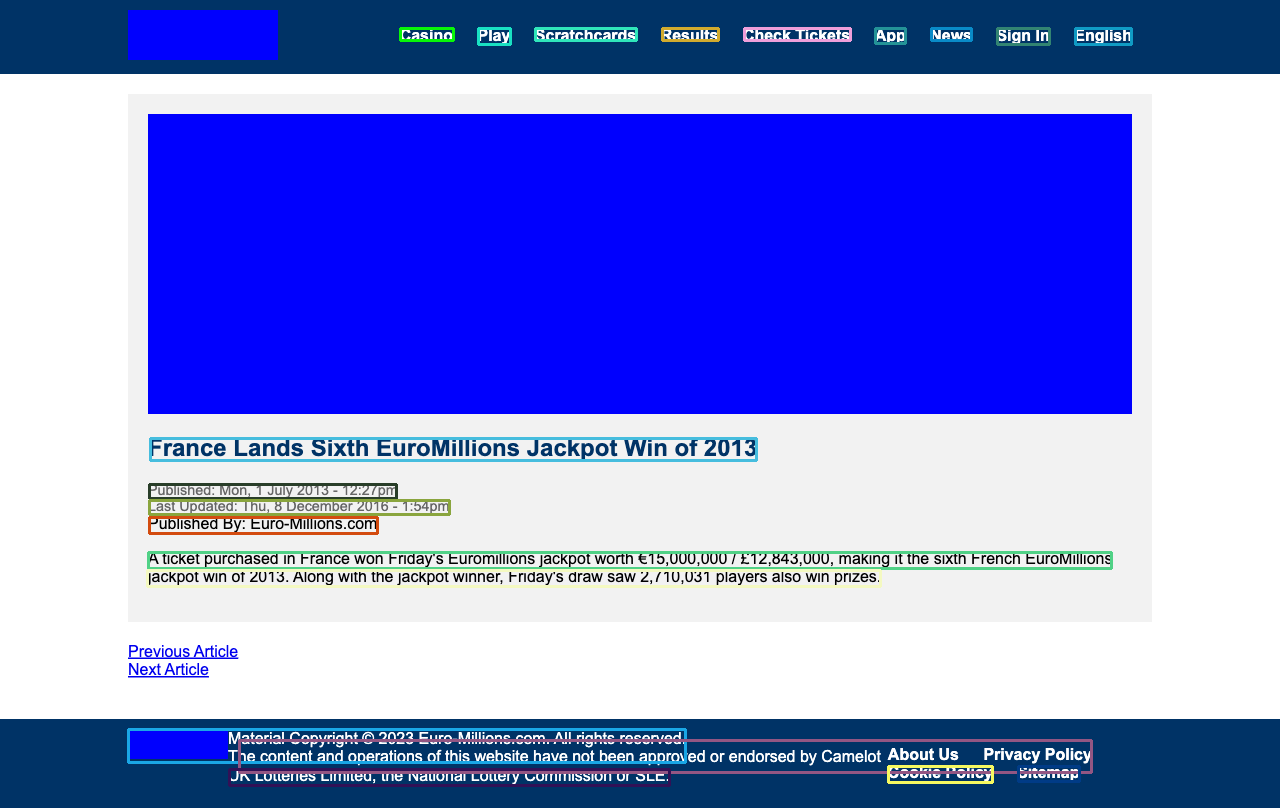 Casino Play Scratchcards Results Check Tickets App News Sign In English
France Lands Sixth EuroMillions Jackpot Win of 2013
Published: Mon, 1 July 2013 - 12:27pm
Last Updated: Thu, 8 December 2016 - 1:54pm
Published By: Euro-Millions.com
A ticket purchased in France won Friday's Euromillions jackpot worth €15,000,000 / £12,843,000, making it the sixth French EuroMillions
jackpot win of 2013. Along with the jackpot winner, Friday's draw saw 2,710,031 players also win prizes.
Previous Article
Next Article
Material Copyright © 2023 Euro-Millions.com. All rights reserved.
The content and operations of this website have not been approved or endorsed by Camelot
UK Lotteries Limited, the National Lottery Commission or SLE.
About Us Privacy Policy
Cookie Policy Sitemap